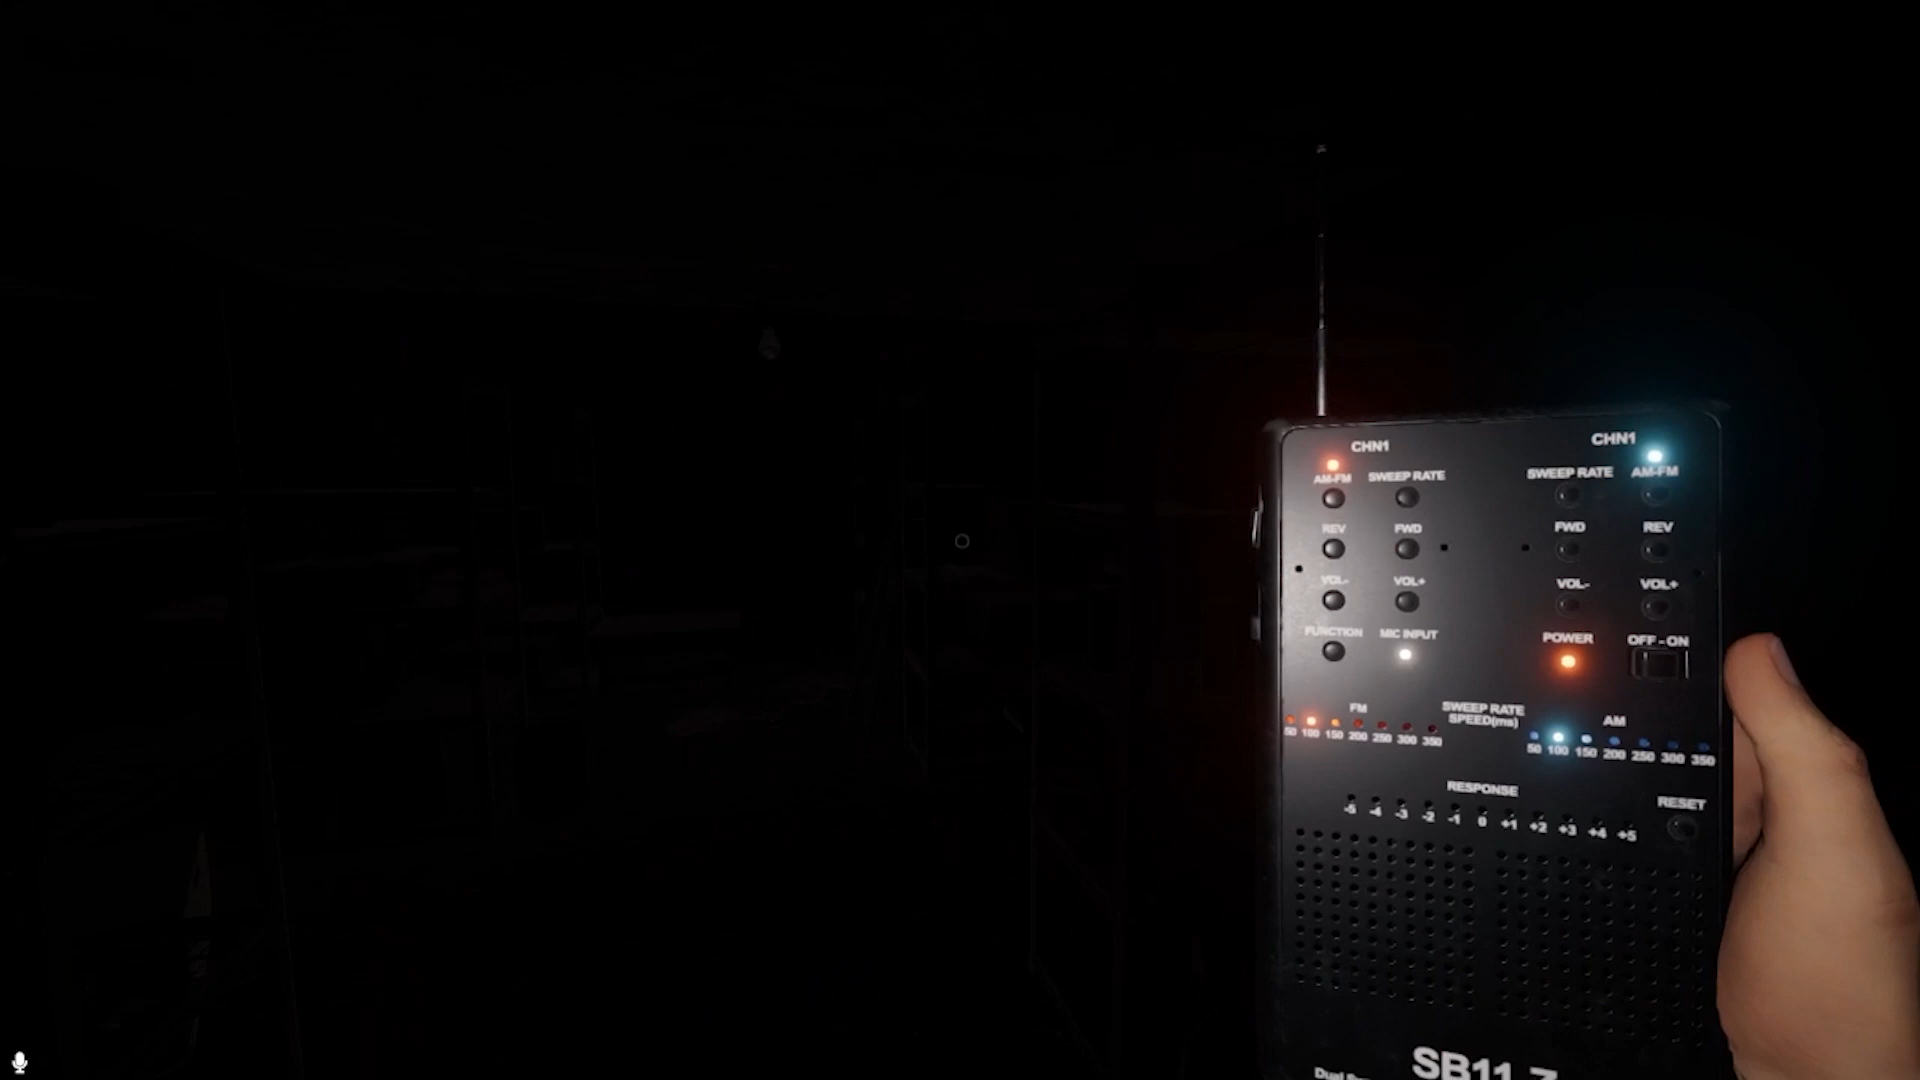 CHN1 CHN1
AM-FM SWEEP RATE SWEEP RATE AM-FM
REV FWD FWD REV
VOL- VOL+ VOL- VOL+
FUNCTION MIC INPUT POWER OFF - ON
FM SWEEP RATE AM
SPEED(ms)
50 100 150 200 250 300 350 50 100 150 200 250 300 350
RESPONSE RESET
-5 -4 -3 -2 -1 0 +1 +2 +3 +4 +5
SB11
Dual